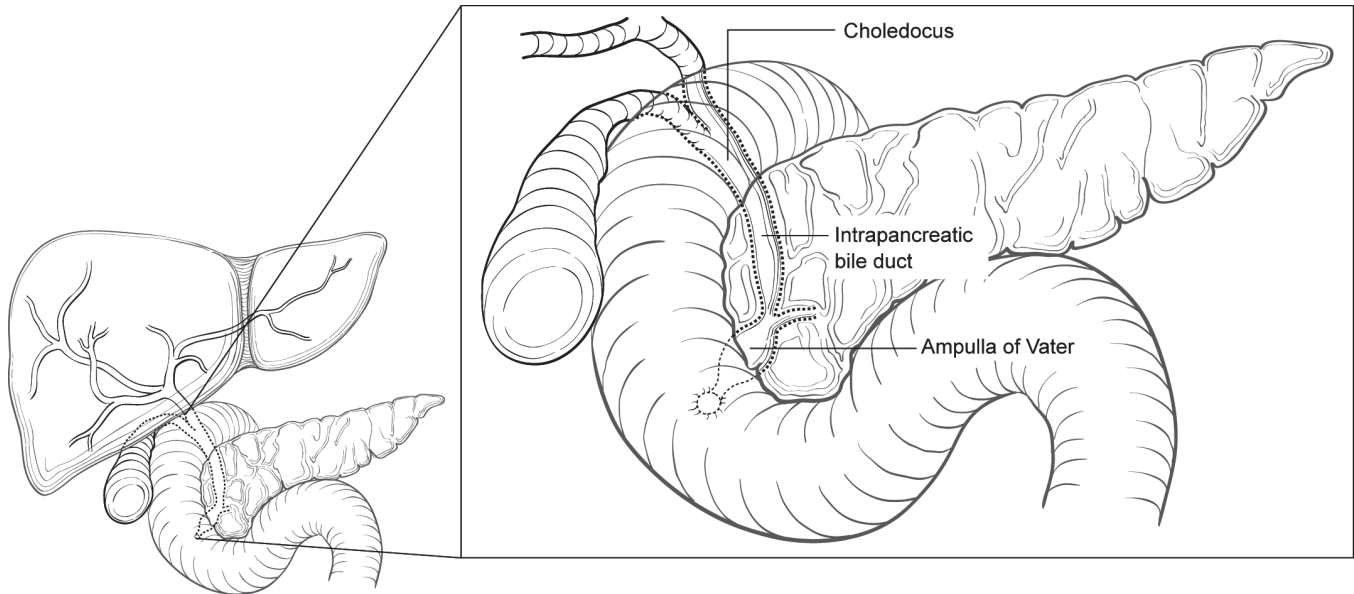 Choledocus
Intrapancreatic
bile duct
Ampulla of Vater